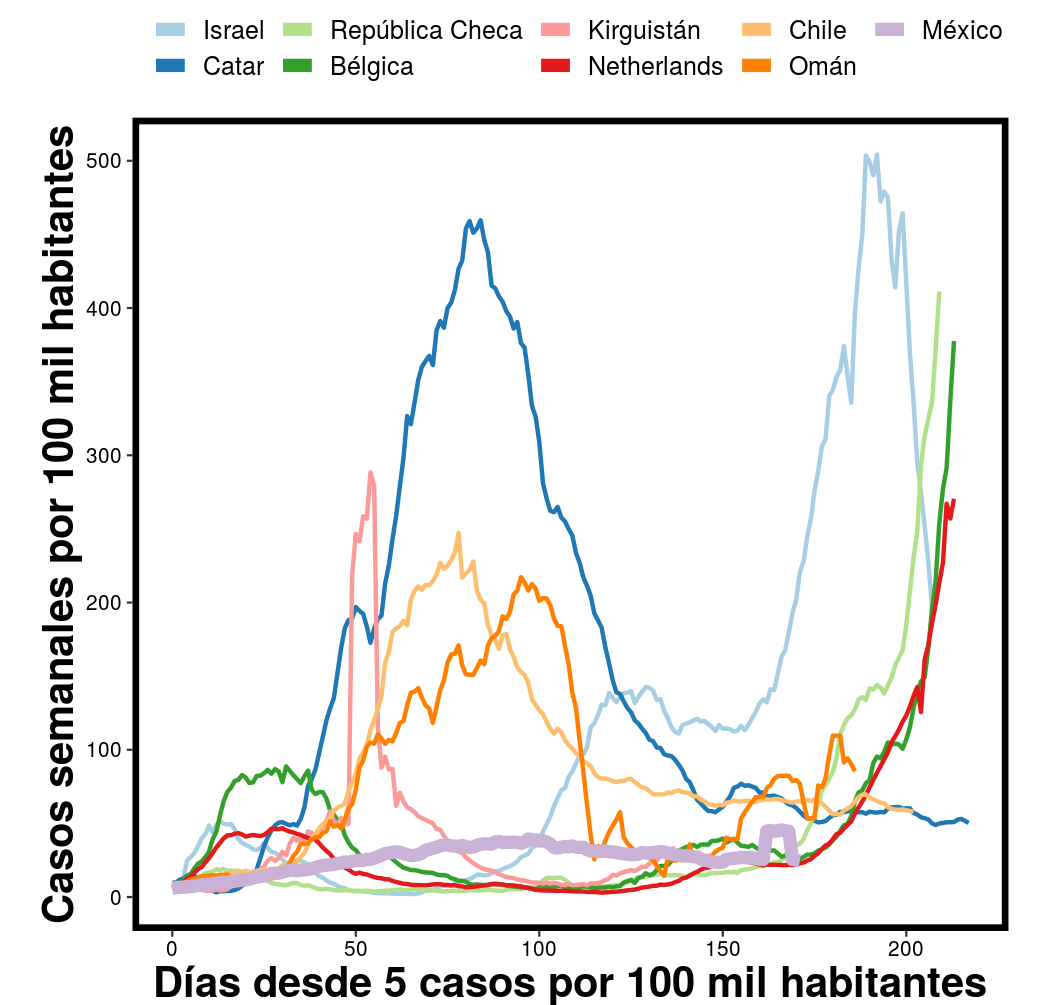 Israel República Checa Kirguistán Chile México
Catar Bélgica Netherlands Omán
Casos semanales por 100 mil habitantes
500
400
300
200
100
0
0 50 100 150 200
Días desde 5 casos por 100 mil habitantes